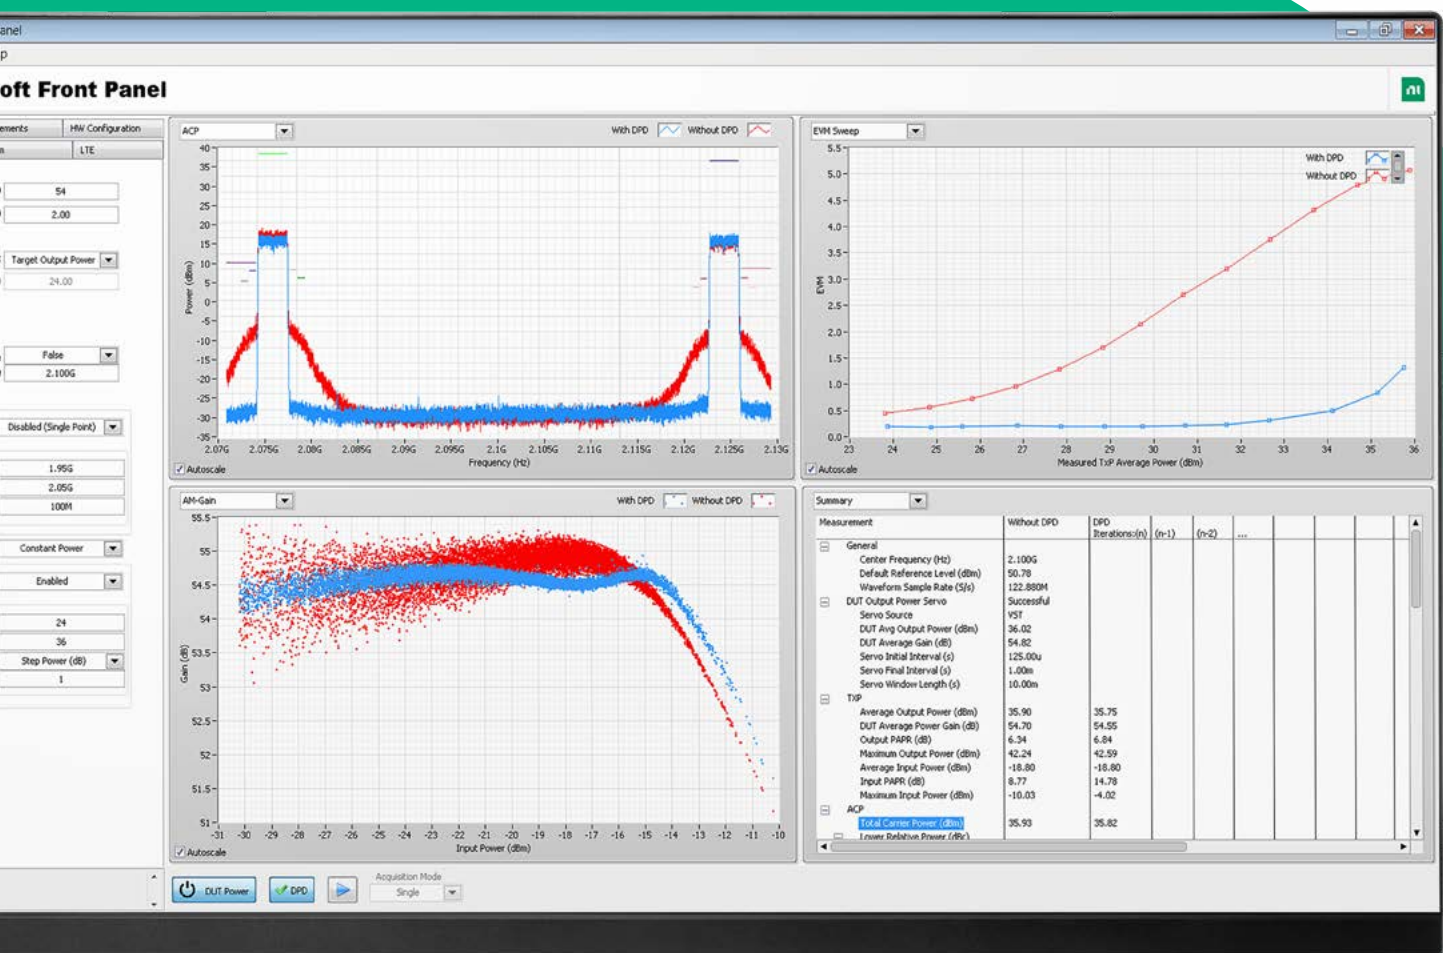 anel
p
oft Front Panel
ements HW Configuration
n LTE
54
2.00
Target Output Power
24.00
False
2.100G
Disabled (Single Point)
1.95G
2.05G
100M
Constant Power
Enabled
24
36
Step Power (dB)
1
ACP With DPD Without DPD
40
35
30
25
20
15
10
5
0
-5
-10
-15
-20
-25
-30
-35
Power (dBm)
2.07G 2.075G 2.08G 2.085G 2.09G 2.095G 2.1G 2.105G 2.11G 2.115G 2.12G 2.125G 2.13G
Autoscale Frequency (Hz)
EVM Sweep
With DPD
Without DPD
5.5
5.0
4.5
4.0
3.5
3.0
2.5
2.0
1.5
1.0
0.5
0.0
EVM
23 24 25 26 27 28 29 30 31 32 33 34 35 36
Autoscale Measured TxP Average Power (dBm)
AM-Gain With DPD Without DPD
55.5
55
54.5
54
53.5
53
52.5
52
51.5
51
Gain (dB)
-31 -30 -29 -28 -27 -26 -25 -24 -23 -22 -21 -20 -19 -18 -17 -16 -15 -14 -13 -12 -11 -10
Autoscale Input Power (dBm)
Summary
Measurement Without DPD DPD
Iterations:(n) (n-1) (n-2) ...
General
Center Frequency (Hz) 2.100G
Default Reference Level (dBm) 50.78
Waveform Sample Rate (S/s) 122.880M
DUT Output Power Servo Successful
Servo Source VST
DUT Avg Output Power (dBm) 36.02
DUT Average Gain (dB) 54.82
Servo Initial Interval (s) 125.00u
Servo Final Interval (s) 1.00m
Servo Window Length (s) 10.00m
TXP
Average Output Power (dBm) 35.90 35.75
DUT Average Power Gain (dB) 54.70 54.55
Output PAPR (dB) 6.34 6.84
Maximum Output Power (dBm) 42.24 42.59
Average Input Power (dBm) -18.80 -18.80
Input PAPR (dB) 8.77 14.78
Maximum Input Power (dBm) -10.03 -4.02
ACP
Total Carrier Power (dBm) 35.93 35.82
Lower Relative Power (dBc)
DUT Power DPD Acquisition Mode
Single